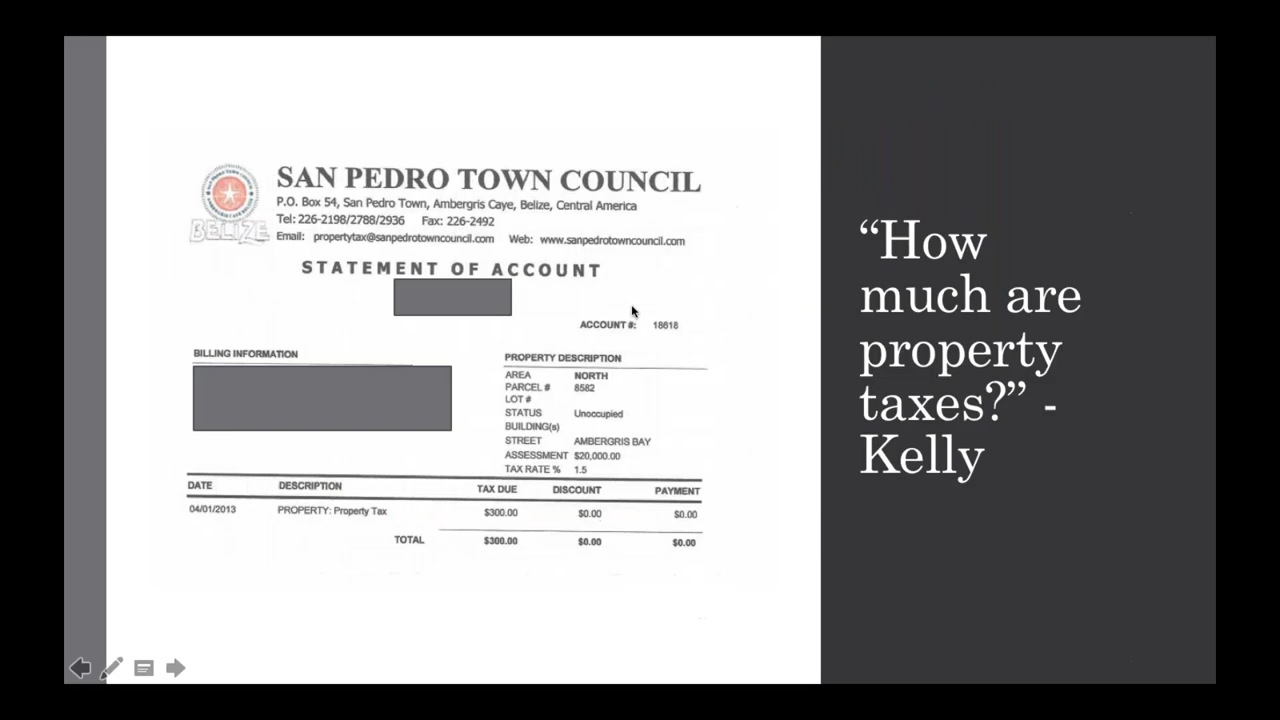 SAN PEDRO TOWN COUNCIL
P.O. Box 54, San Pedro Town, Ambergris Caye, Belize, Central America
Tel: 226-2198/2788/2936 Fax: 226-2492
BELIZE
Email: propertytax@sanpedrotowncouncil.com Web: www.sanpedrotowncouncil.com
STATEMENT OF ACCOUNT
ACCOUNT #: 18618
BILLING INFORMATION
PROPERTY DESCRIPTION
AREA NORTH
PARCEL # 8582
LOT #
STATUS Unoccupied
BUILDING(s)
STREET AMBERGRIS BAY
ASSESSMENT $20,000.00
TAX RATE % 1.5
DATE DESCRIPTION TAX DUE DISCOUNT PAYMENT
04/01/2013 PROPERTY: Property Tax $300.00 $0.00 $0.00
TOTAL $300.00 $0.00 $0.00
“How
much are
property
taxes?” -
Kelly